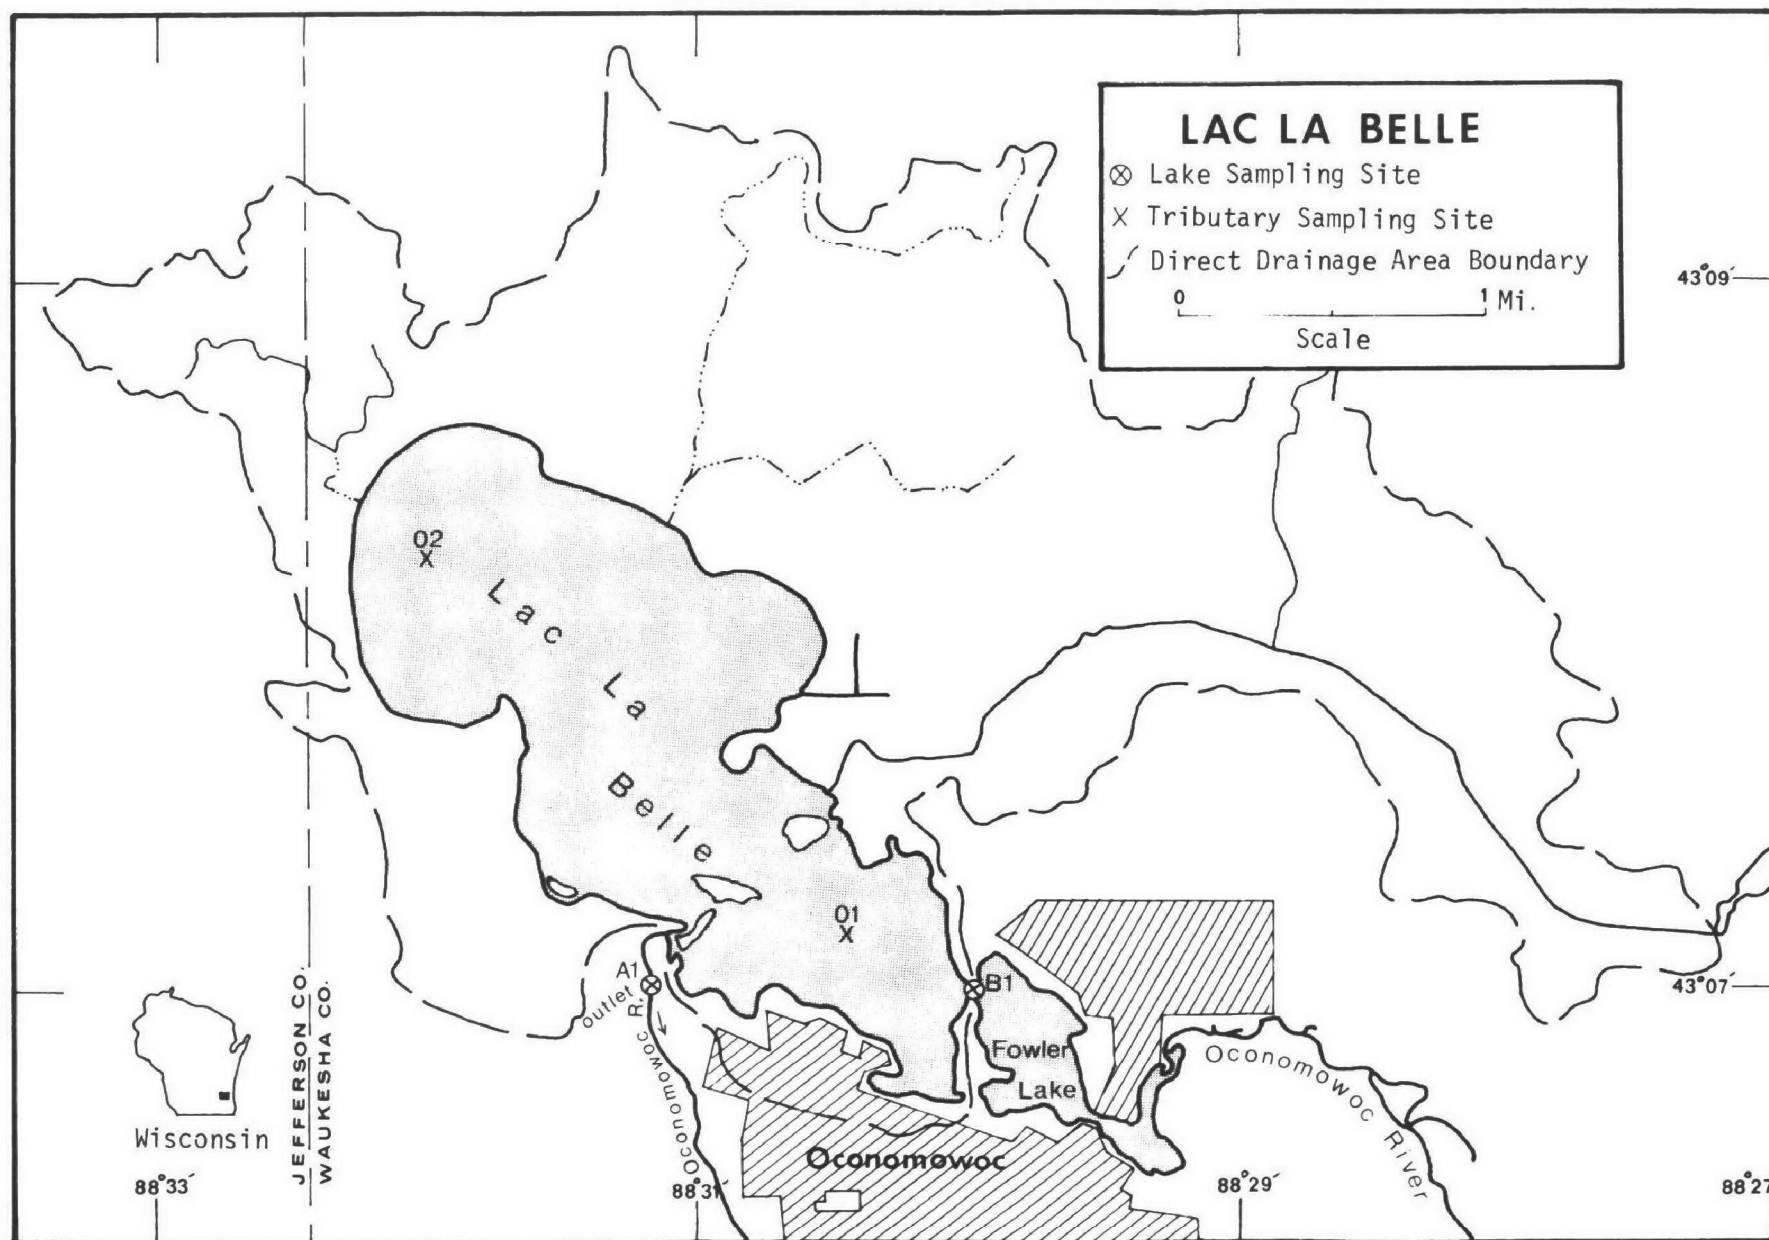 LAC LA BELLE
⊗ Lake Sampling Site
X Tributary Sampling Site
Direct Drainage Area Boundary
0 1 Mi.
Scale
43°09′
02
X
Lac
La
Belle
01
X
A1
outlet
B1
43°07′
Fowler
Lake
Oconomowoc R.
Oconomowoc River
JEFFERSON CO.
WAUKESHA CO.
Wisconsin
Oconomowoc
88°33′
88°31′
88°29′
88°27